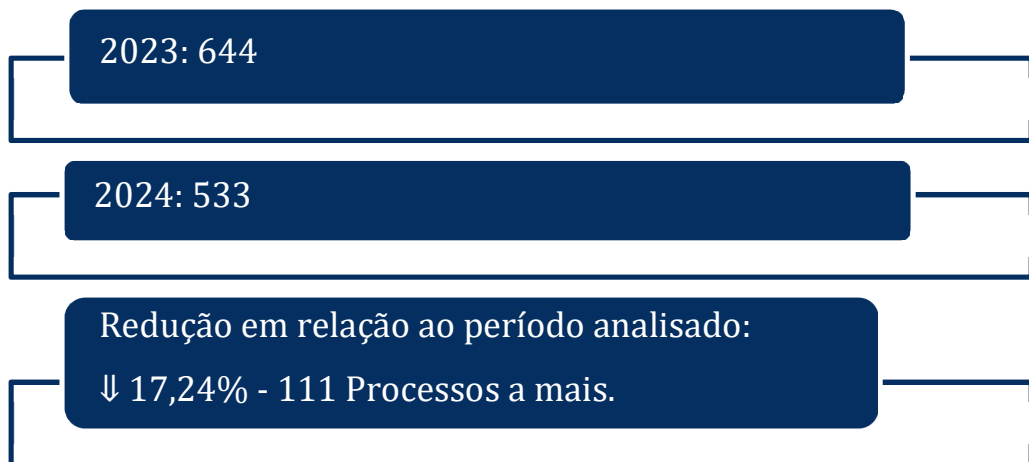 2023: 644
2024: 533
Redução em relação ao período analisado:
⇓ 17,24% - 111 Processos a mais.